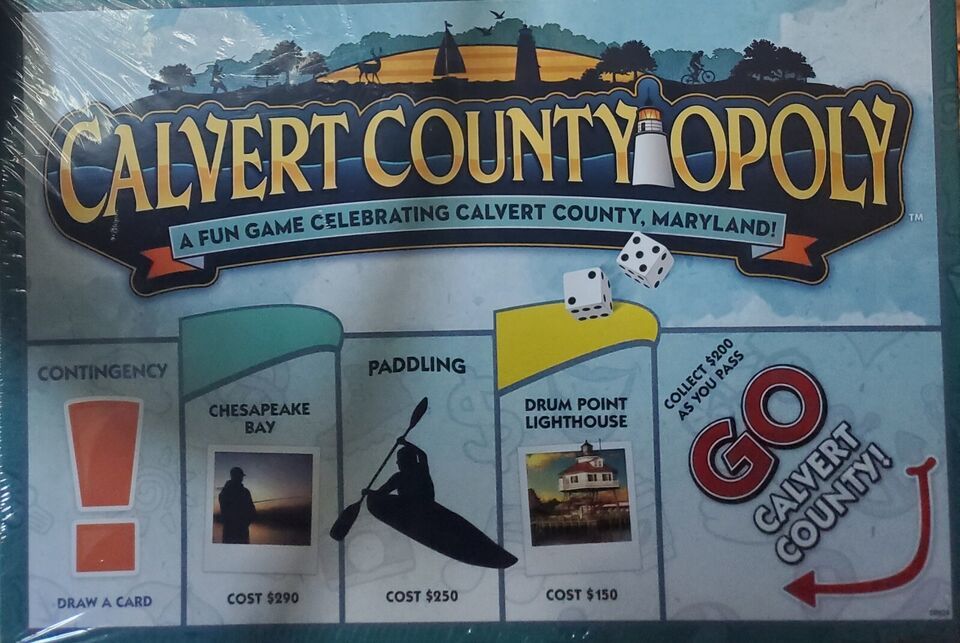 CALVERT COUNTY OPOLY
TM
A FUN GAME CELEBRATING CALVERT COUNTY, MARYLAND!
CONTINGENCY
!
DRAW A CARD
CHESAPEAKE
BAY
COST $290
PADDLING
COST $250
DRUM POINT
LIGHTHOUSE
COST $150
COLLECT $200
AS YOU PASS
GO
CALVERT
COUNTY!